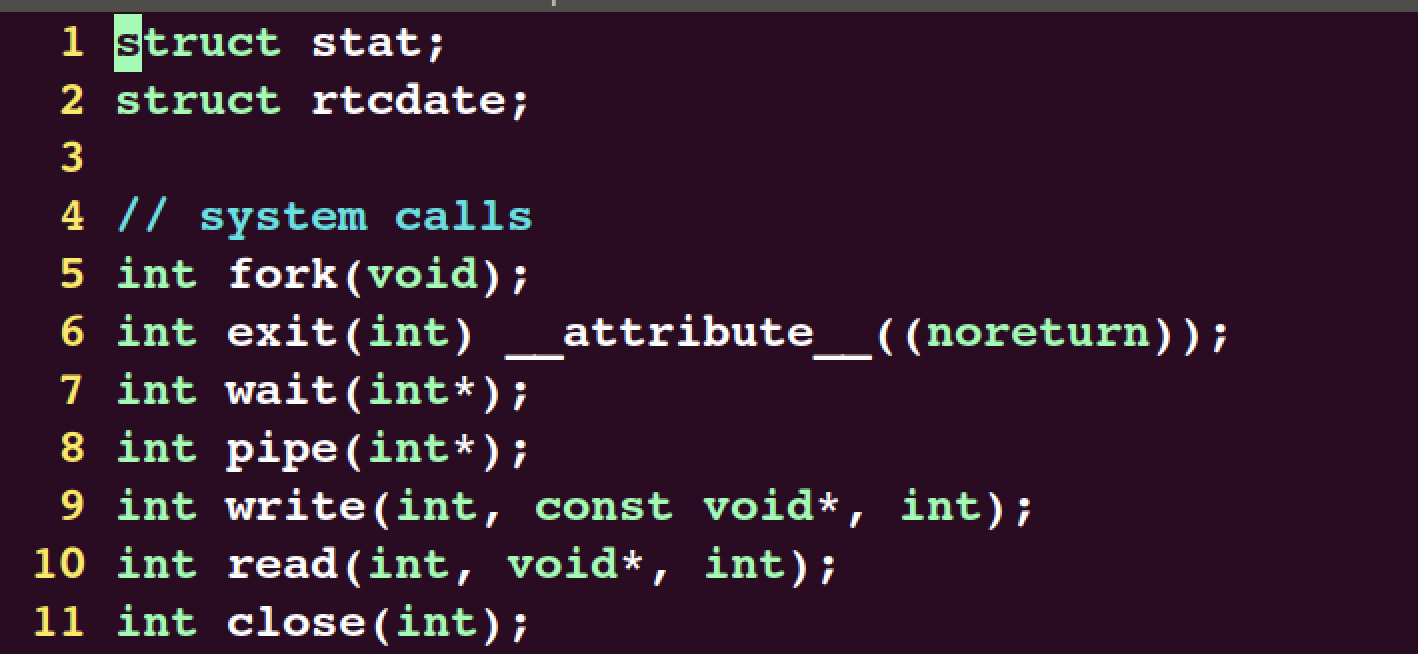 1 struct stat;
2 struct rtcdate;
3
4 // system calls
5 int fork(void);
6 int exit(int) __attribute__((noreturn));
7 int wait(int*);
8 int pipe(int*);
9 int write(int, const void*, int);
10 int read(int, void*, int);
11 int close(int);